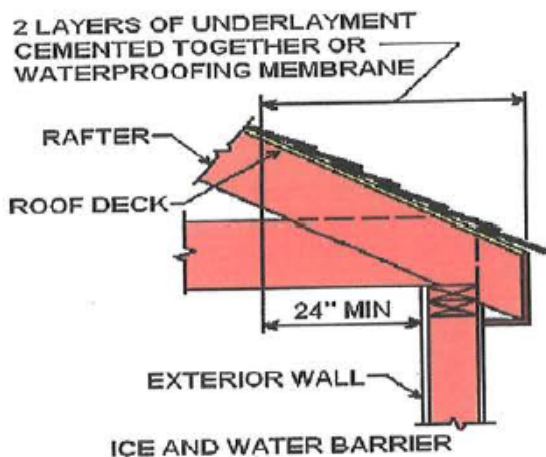 2 LAYERS OF UNDERLAYMENT
CEMENTED TOGETHER OR
WATERPROOFING MEMBRANE
RAFTER
ROOF DECK
24" MIN
EXTERIOR WALL
ICE AND WATER BARRIER